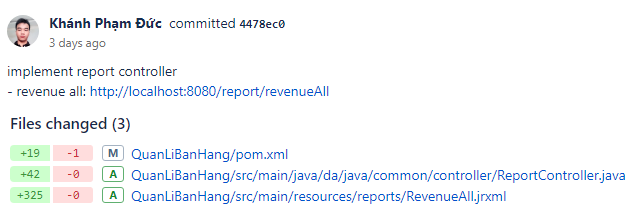 Khánh Phạm Đức committed 4478ec0
3 days ago
implement report controller
- revenue all: http://localhost:8080/report/revenueAll
Files changed (3)
+19 -1 M QuanLiBanHang/pom.xml
+42 -0 A QuanLiBanHang/src/main/java/da/java/common/controller/ReportController.java
+325 -0 A QuanLiBanHang/src/main/resources/reports/RevenueAll.jrxml